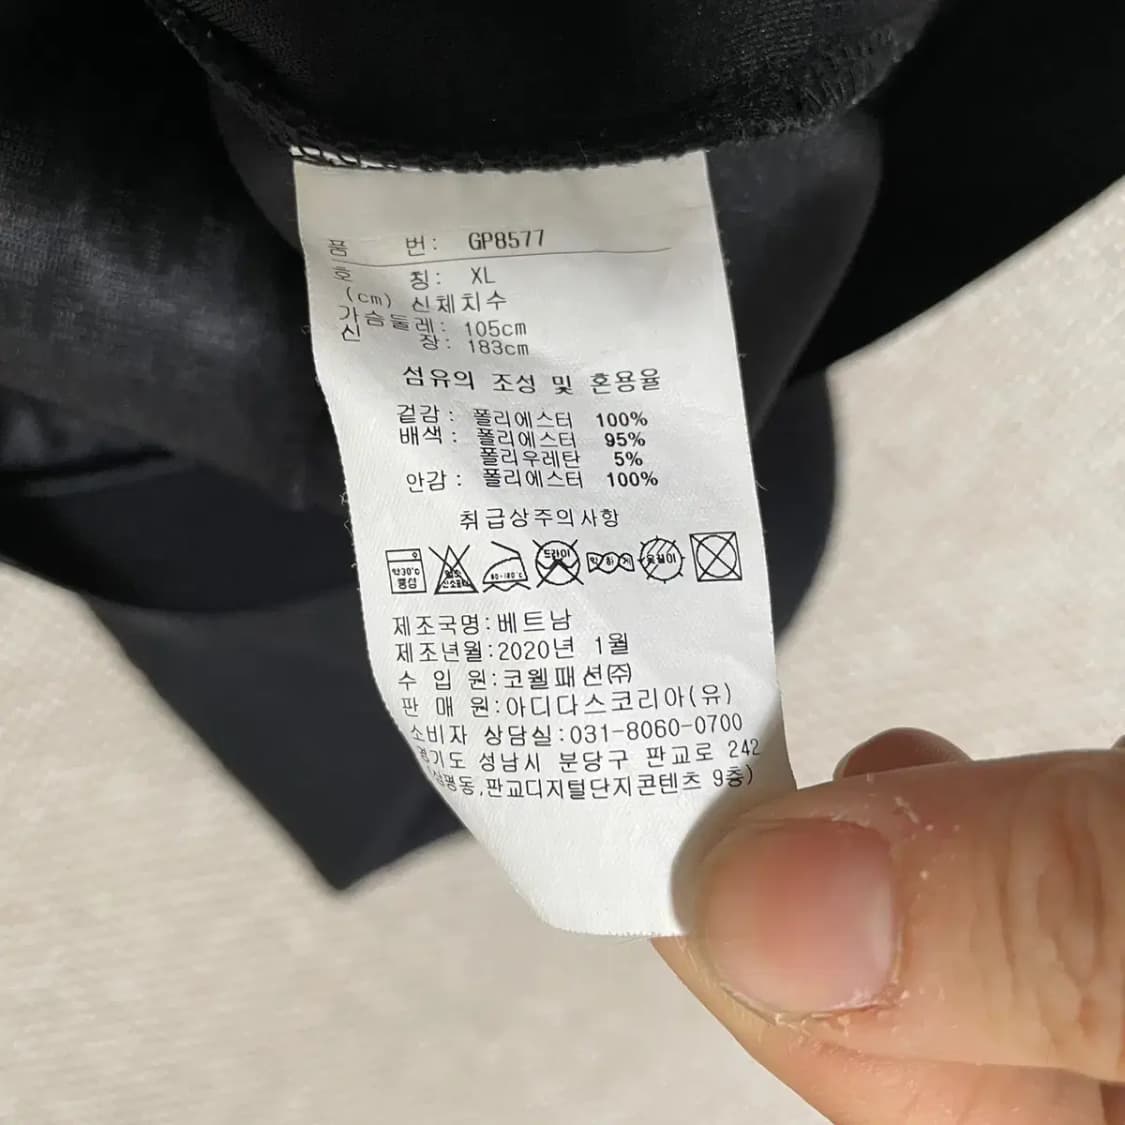 품 번: GP8577
호 칭: XL
(cm) 신체치수
가슴둘레: 105cm
신 장: 183cm
섬유의 조성 및 혼용율
겉감: 폴리에스터 100%
배색: 폴리에스터 95%
폴리우레탄 5%
안감: 폴리에스터 100%
취급상주의사항
약30℃ 중성
염소
드라이
약하게
제조국명:베트남
제조년월:2020년 1월
수 입 원:코웰패션㈜
판 매 원:아디다스코리아(유)
소비자 상담실:031-8060-0700
경기도 성남시 분당구 판교로 242
(삼평동,판교디지털단지콘텐츠 9층)